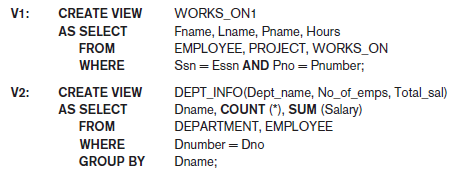 V1: CREATE VIEW WORKS_ON1
AS SELECT Fname, Lname, Pname, Hours
FROM EMPLOYEE, PROJECT, WORKS_ON
WHERE Ssn = Essn AND Pno = Pnumber;
V2: CREATE VIEW DEPT_INFO(Dept_name, No_of_emps, Total_sal)
AS SELECT Dname, COUNT (*), SUM (Salary)
FROM DEPARTMENT, EMPLOYEE
WHERE Dnumber = Dno
GROUP BY Dname;